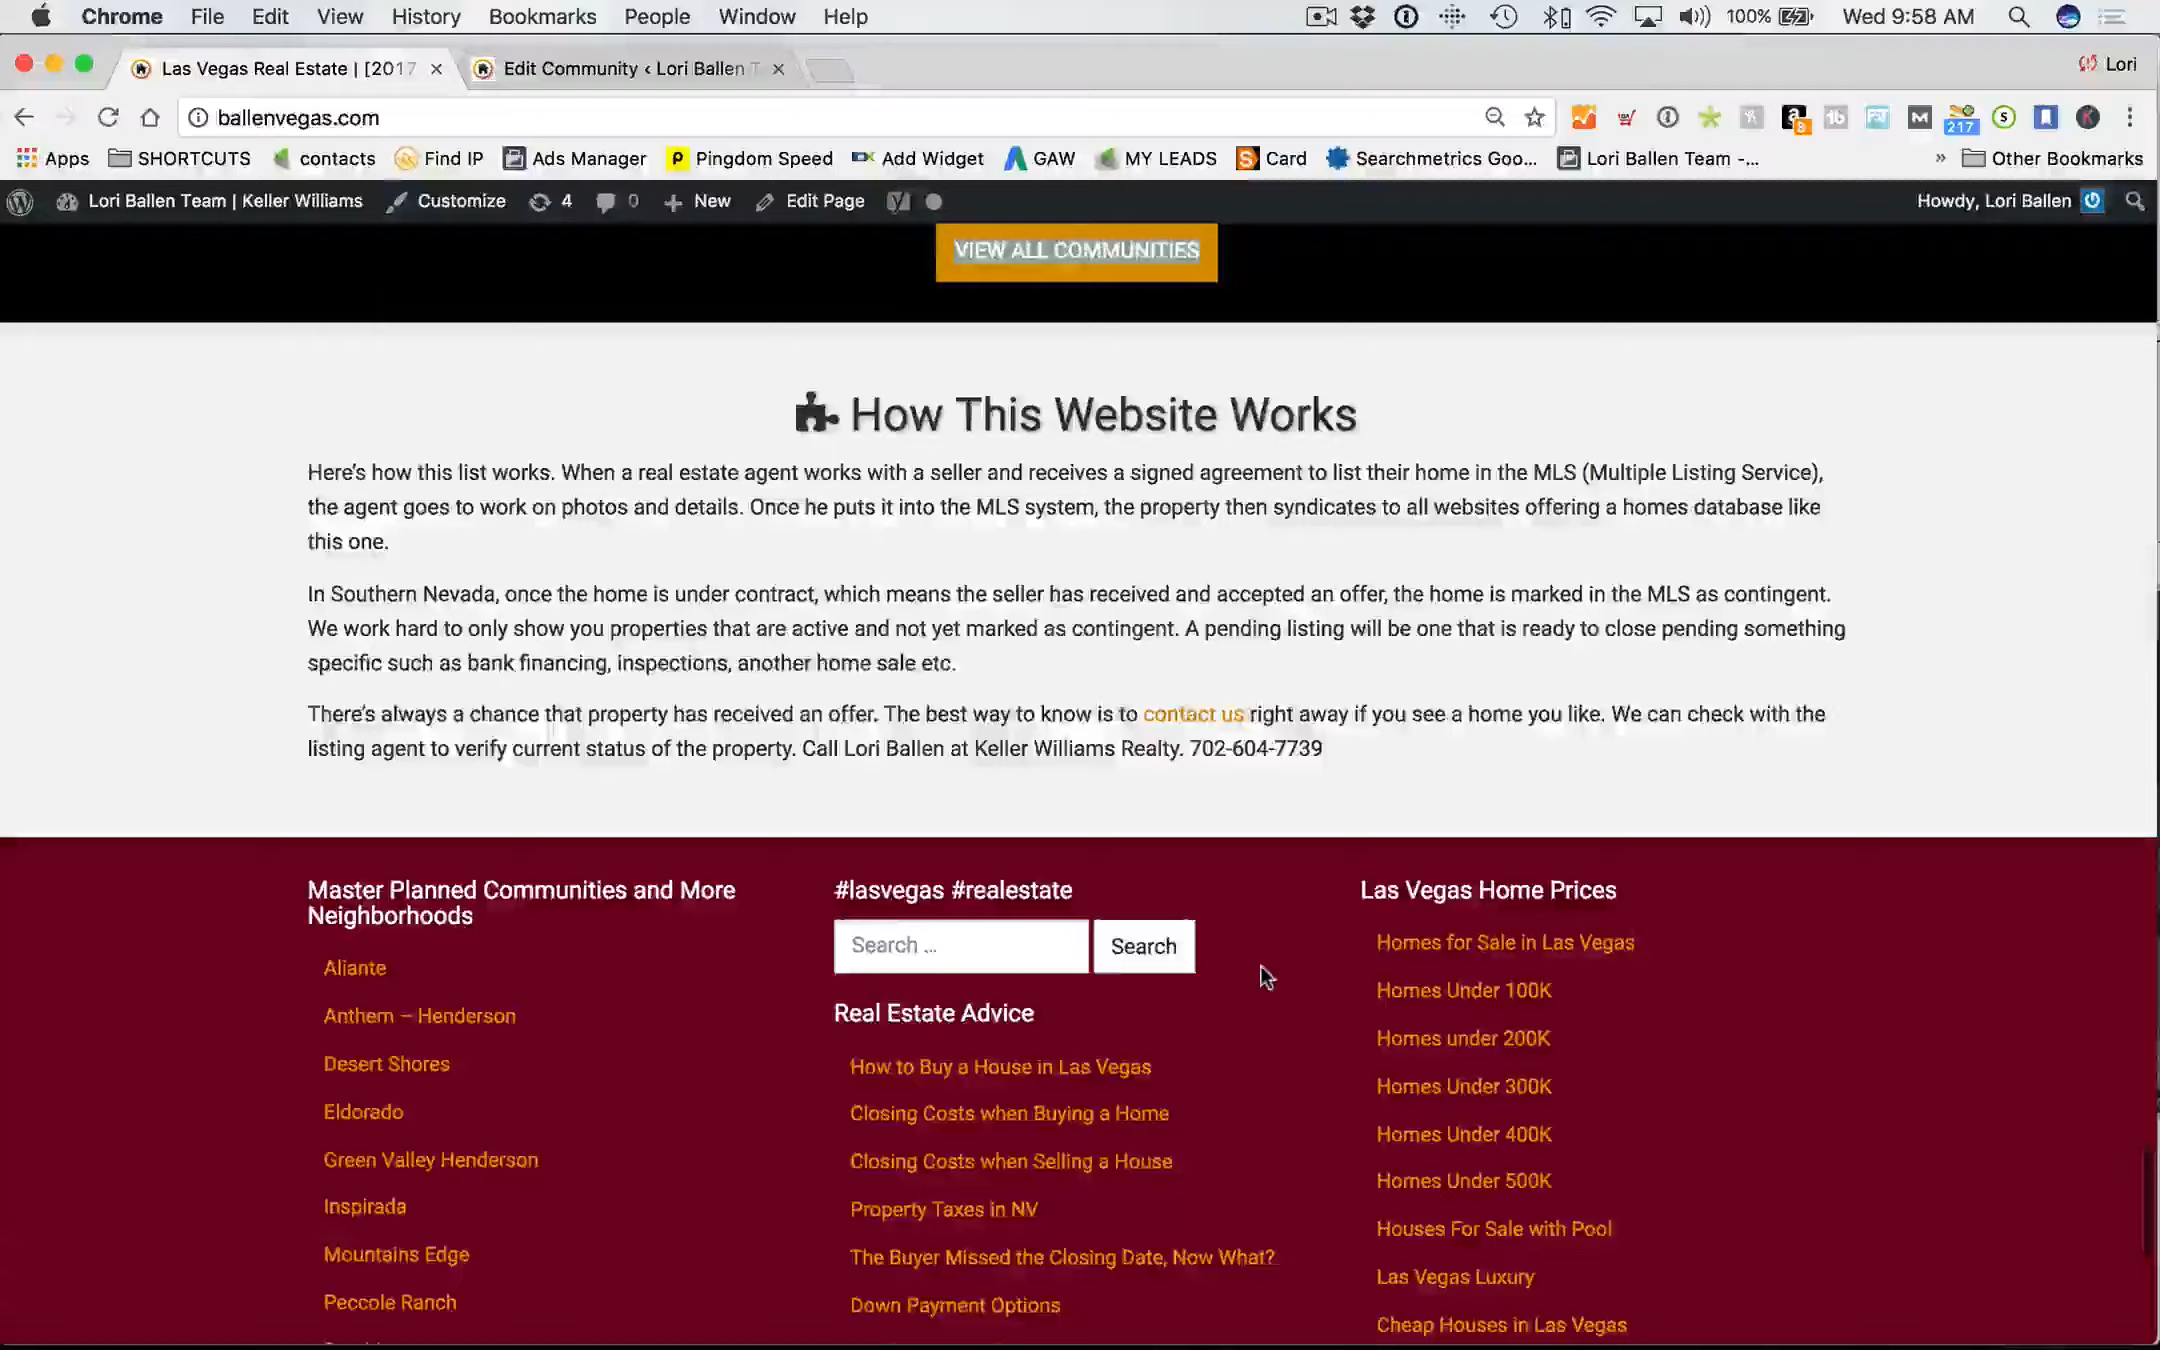 Chrome File Edit View History Bookmarks People Window Help 100% Wed 9:58 AM
Las Vegas Real Estate | [2017 Edit Community ‹ Lori Ballen Lori
ballenvegas.com 217
Apps SHORTCUTS contacts Find IP Ads Manager Pingdom Speed Add Widget GAW MY LEADS Card Searchmetrics Goo... Lori Ballen Team -... » Other Bookmarks
Lori Ballen Team | Keller Williams Customize 4 0 New Edit Page Howdy, Lori Ballen
VIEW ALL COMMUNITIES
How This Website Works
Here's how this list works. When a real estate agent works with a seller and receives a signed agreement to list their home in the MLS (Multiple Listing Service),
the agent goes to work on photos and details. Once he puts it into the MLS system, the property then syndicates to all websites offering a homes database like
this one.
In Southern Nevada, once the home is under contract, which means the seller has received and accepted an offer, the home is marked in the MLS as contingent.
We work hard to only show you properties that are active and not yet marked as contingent. A pending listing will be one that is ready to close pending something
specific such as bank financing, inspections, another home sale etc.
There's always a chance that property has received an offer. The best way to know is to contact us right away if you see a home you like. We can check with the
listing agent to verify current status of the property. Call Lori Ballen at Keller Williams Realty. 702-604-7739
Master Planned Communities and More
Neighborhoods
Aliante
Anthem – Henderson
Desert Shores
Eldorado
Green Valley Henderson
Inspirada
Mountains Edge
Peccole Ranch
#lasvegas #realestate
Search ... Search
Real Estate Advice
How to Buy a House in Las Vegas
Closing Costs when Buying a Home
Closing Costs when Selling a House
Property Taxes in NV
The Buyer Missed the Closing Date, Now What?
Down Payment Options
Las Vegas Home Prices
Homes for Sale in Las Vegas
Homes Under 100K
Homes under 200K
Homes Under 300K
Homes Under 400K
Homes Under 500K
Houses For Sale with Pool
Las Vegas Luxury
Cheap Houses in Las Vegas